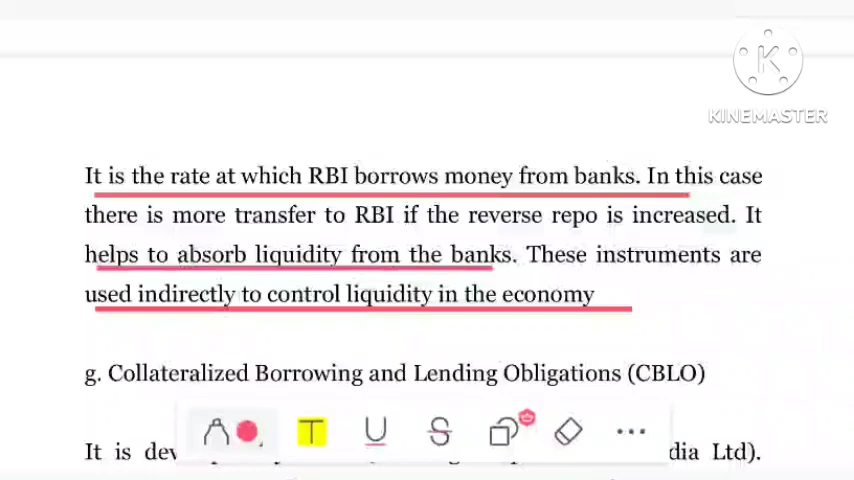 KINEMASTER
It is the rate at which RBI borrows money from banks. In this case
there is more transfer to RBI if the reverse repo is increased. It
helps to absorb liquidity from the banks. These instruments are
used indirectly to control liquidity in the economy
g. Collateralized Borrowing and Lending Obligations (CBLO)
It is dia Ltd).